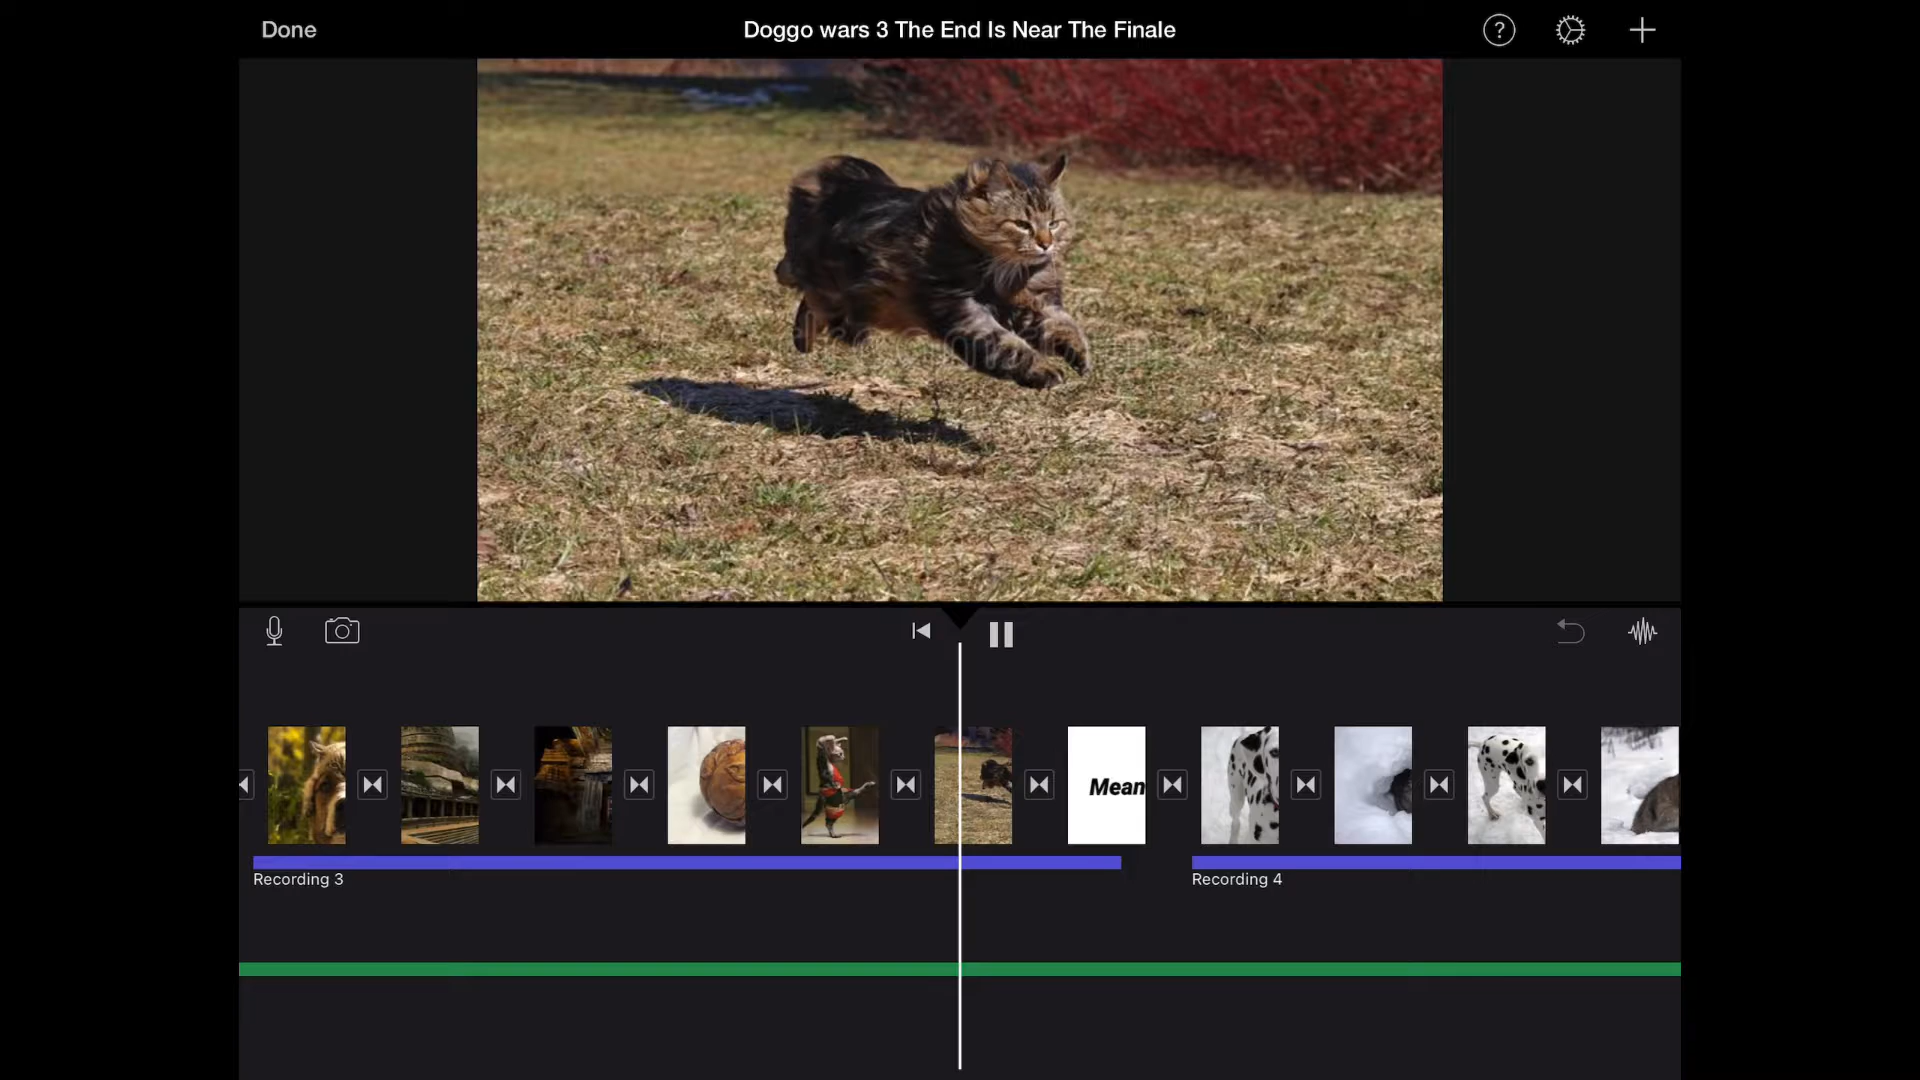 Done
Doggo wars 3 The End Is Near The Finale
?
Mean
Recording 3
Recording 4